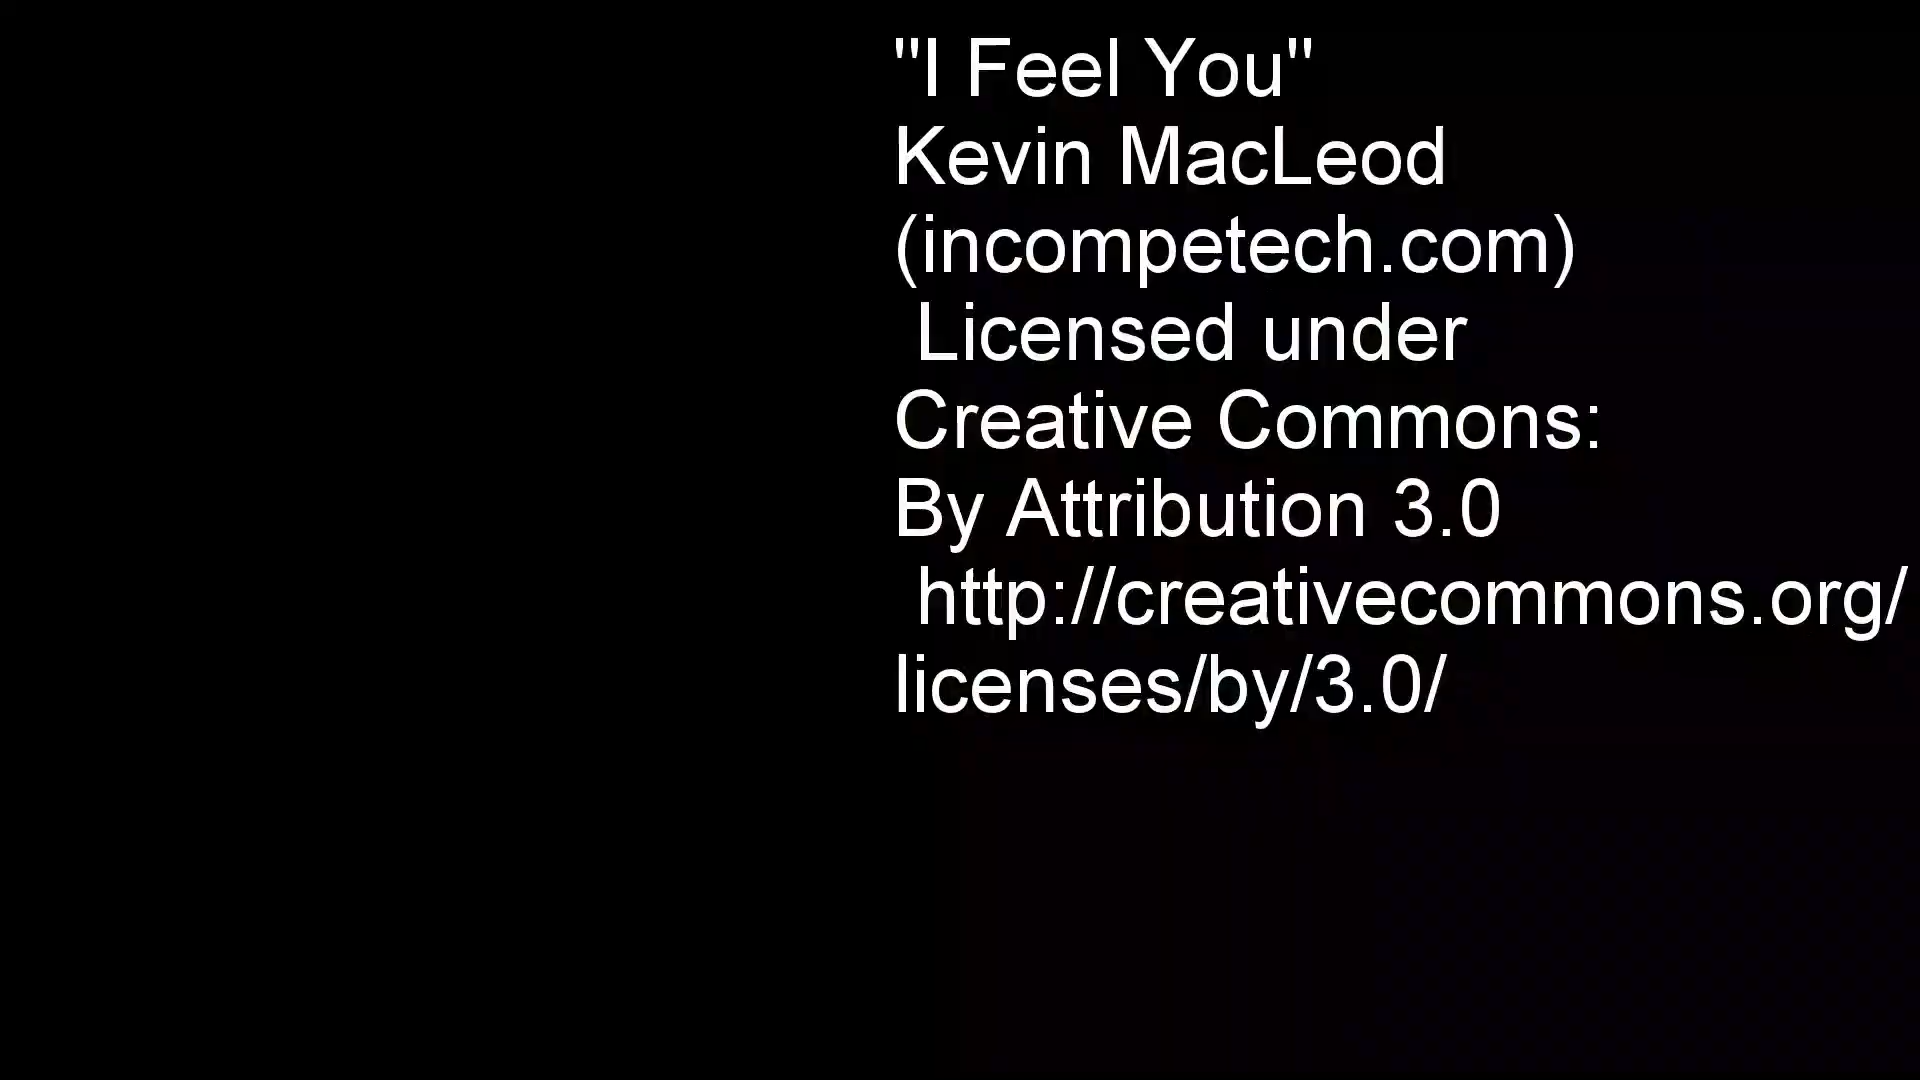 "I Feel You"
Kevin MacLeod
(incompetech.com)
Licensed under
Creative Commons:
By Attribution 3.0
http://creativecommons.org/
licenses/by/3.0/